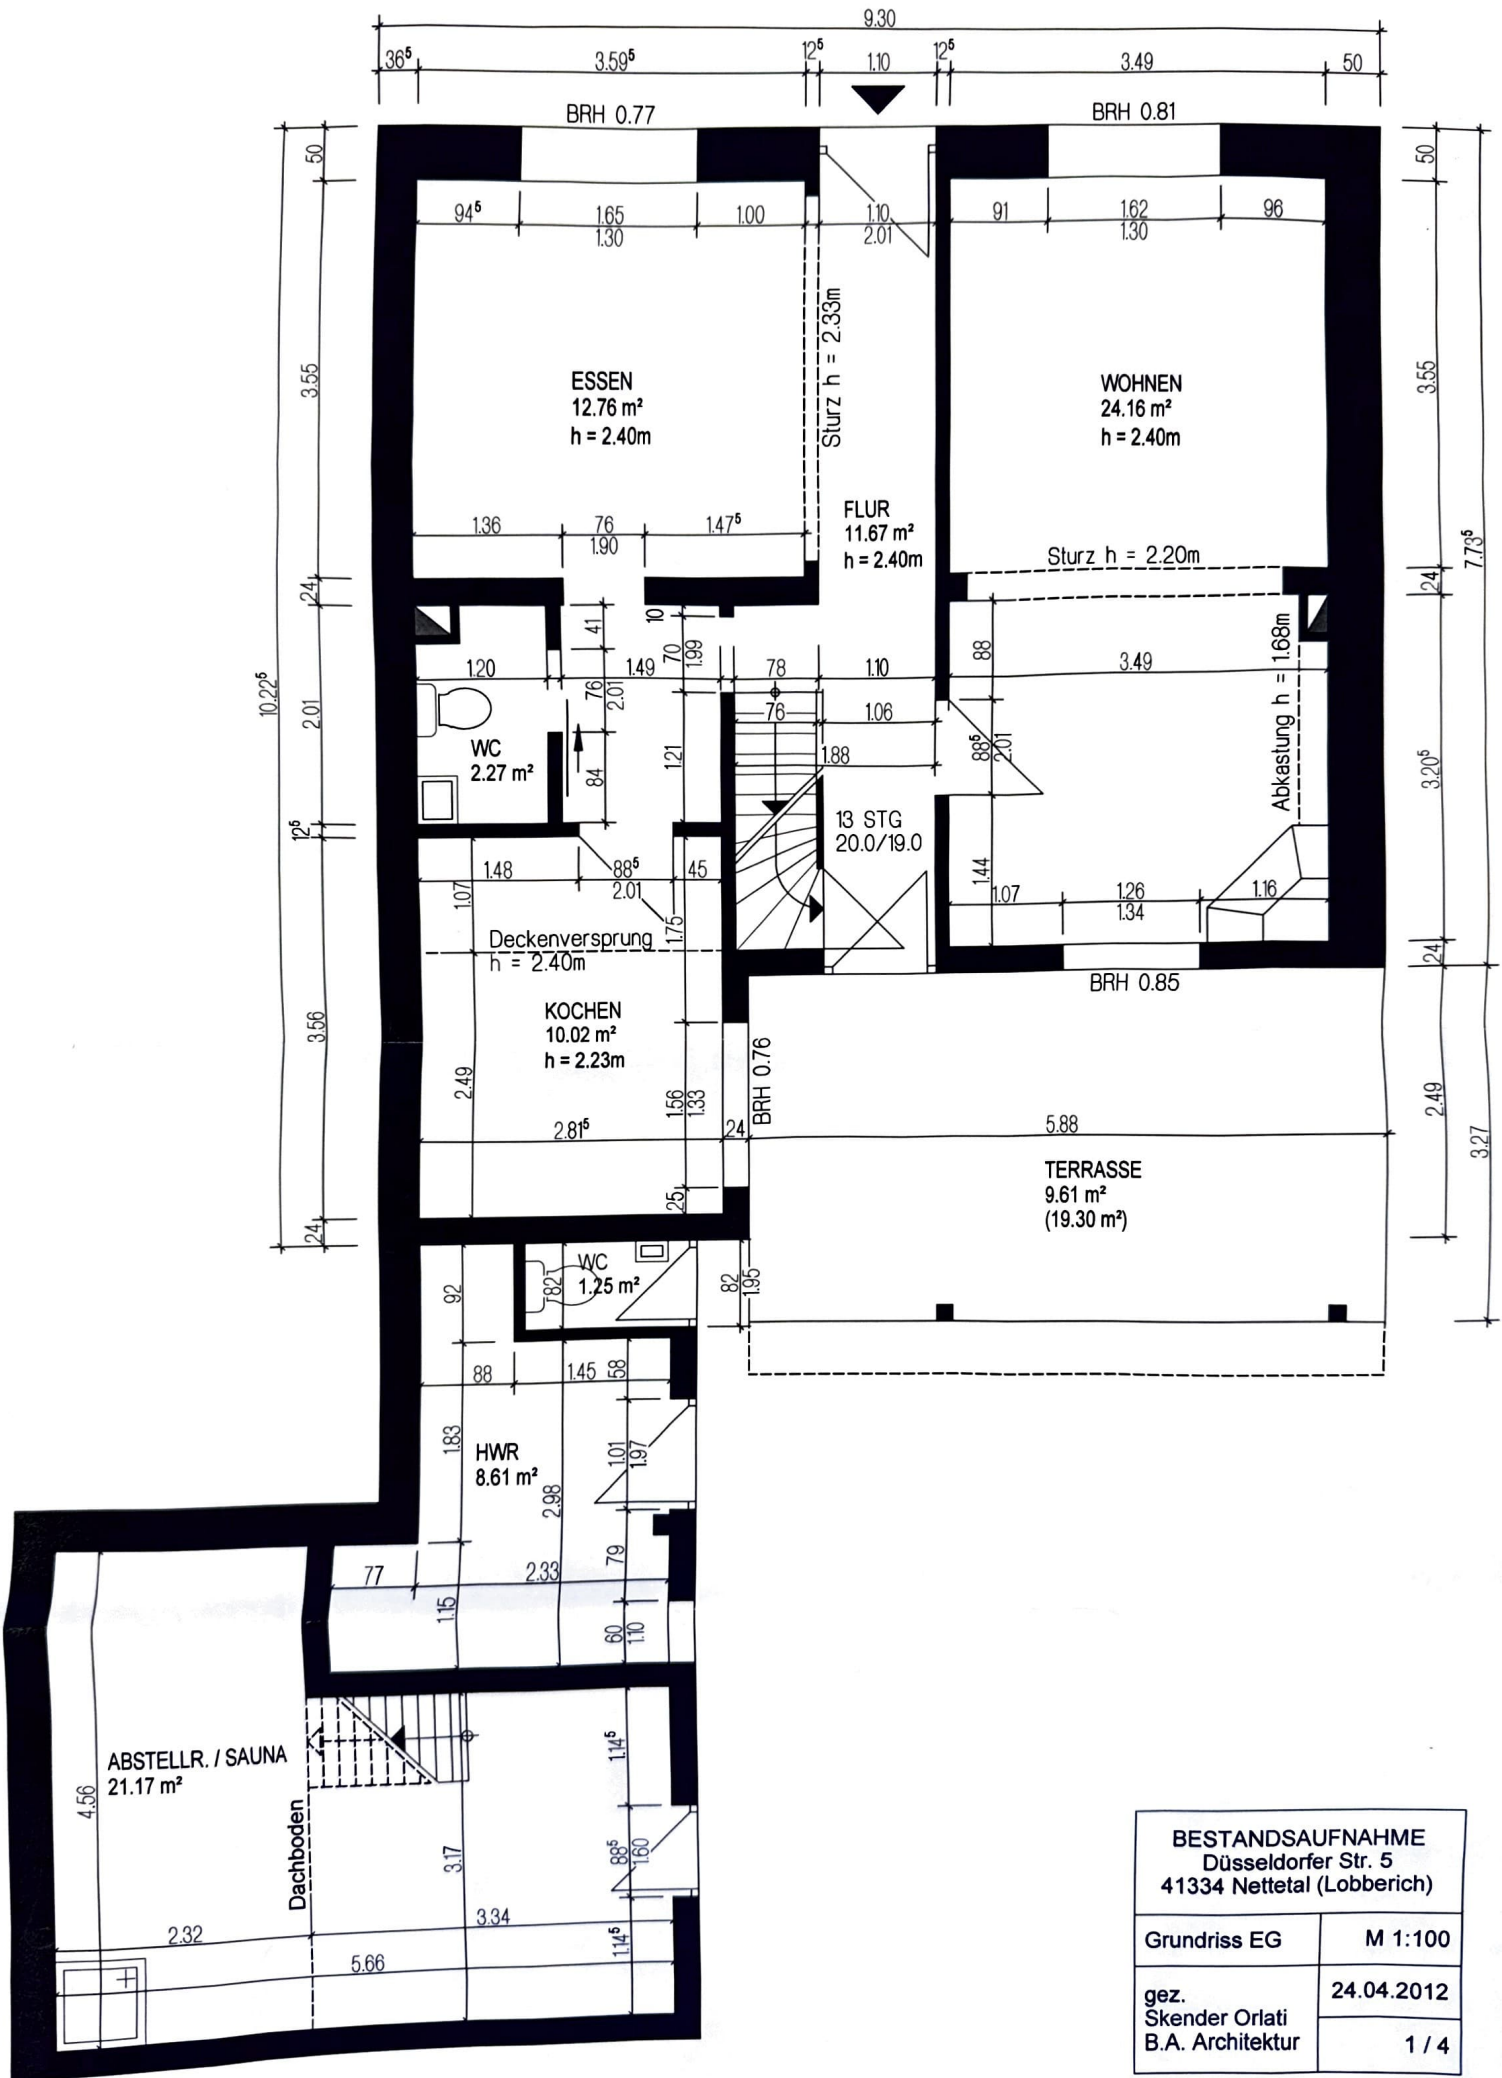 9.30
36⁵ 3.59⁵ 12⁵ 1.10 12⁵ 3.49 50
BRH 0.77
BRH 0.81
50
50
94⁵ 1.65 1.00 1.10 91 1.62 96
1.30 2.01 1.30
Sturz h = 2.33m
3.55
3.55
ESSEN
12.76 m²
h = 2.40m
WOHNEN
24.16 m²
h = 2.40m
FLUR
11.67 m²
h = 2.40m
1.36 76 1.47⁵
1.90
Sturz h = 2.20m
7.73⁵
24
24
10.22⁵
2.01
41
10
70
1.99
1.20 1.49 78 1.10
88
3.49
Abkastung h = 1.68m
76
2.01
76 1.06
1.88
WC
2.27 m²
84
1.21
88⁵
2.01
3.20⁵
13 STG
20.0/19.0
12⁵
1.48 88⁵ 45
2.01
1.07
1.75
1.44
1.07 1.26 1.16
1.34
Deckenversprung
h = 2.40m
24
BRH 0.85
KOCHEN
10.02 m²
h = 2.23m
3.56
2.49
1.56
1.33
BRH 0.76
2.81⁵ 24 5.88
2.49
3.27
TERRASSE
9.61 m²
(19.30 m²)
25
24
WC
1.25 m²
92
82
82
1.95
88 1.45
58
1.83
HWR
8.61 m²
1.01
1.97
2.98
77 2.33
79
1.15
60
1.10
ABSTELLR. / SAUNA
21.17 m²
4.56
Dachboden
3.17
1.14⁵
88⁵
1.60
1.14⁵
2.32 3.34
5.66
BESTANDSAUFNAHME
Düsseldorfer Str. 5
41334 Nettetal (Lobberich)
Grundriss EG M 1:100
gez.
Skender Orlati
B.A. Architektur
24.04.2012
1 / 4